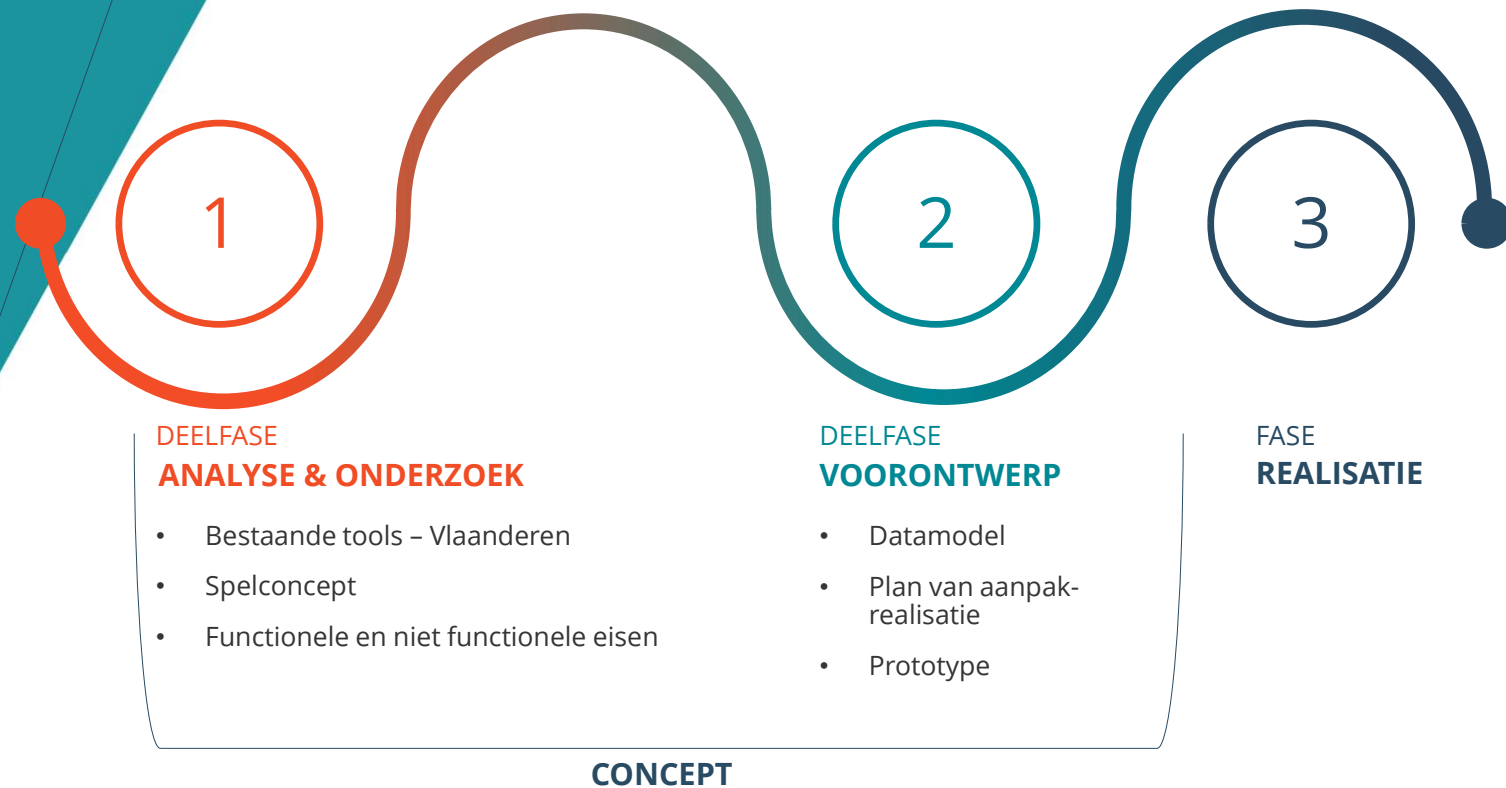 1
2
3
DEELFASE
ANALYSE & ONDERZOEK
• Bestaande tools – Vlaanderen
• Spelconcept
• Functionele en niet functionele eisen
DEELFASE
VOORONTWERP
• Datamodel
• Plan van aanpak-
realisatie
• Prototype
FASE
REALISATIE
CONCEPT